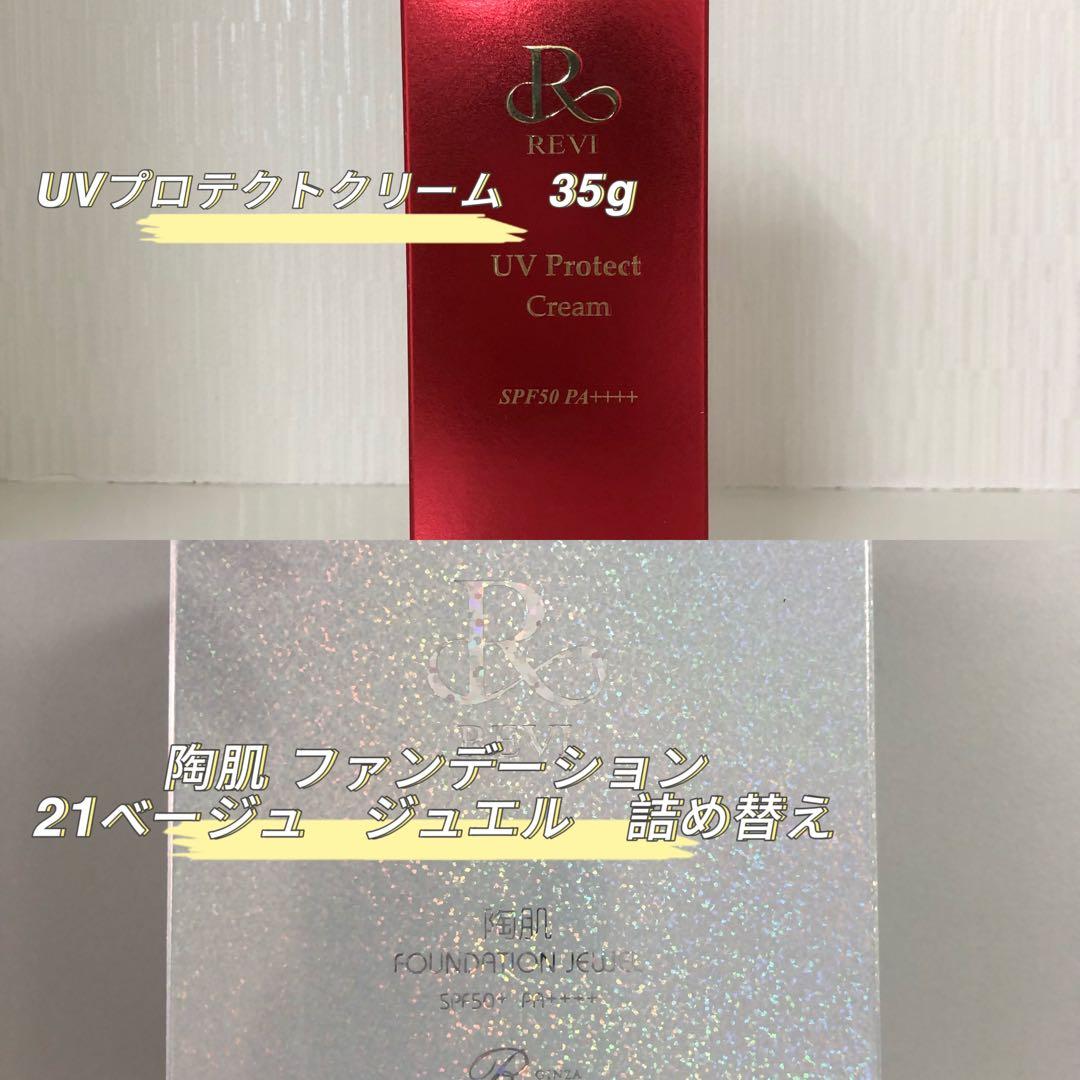 R
REVI
UVプロテクトクリーム　35g
UV Protect
Cream
SPF50 PA++++
R
REVI
陶肌 ファンデーション
21ベージュ　ジュエル　詰め替え
陶肌
FOUNDATION JEWEL
SPF50+ PA++++
GINZA